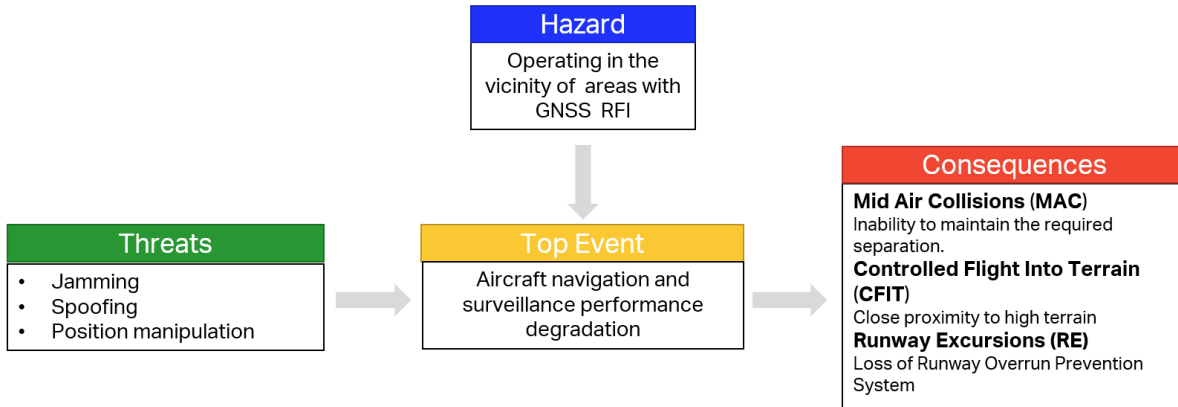 Hazard
Operating in the
vicinity of areas with
GNSS RFI
Threats
• Jamming
• Spoofing
• Position manipulation
Top Event
Aircraft navigation and
surveillance performance
degradation
Consequences
Mid Air Collisions (MAC)
Inability to maintain the required
separation.
Controlled Flight Into Terrain
(CFIT)
Close proximity to high terrain
Runway Excursions (RE)
Loss of Runway Overrun Prevention
System